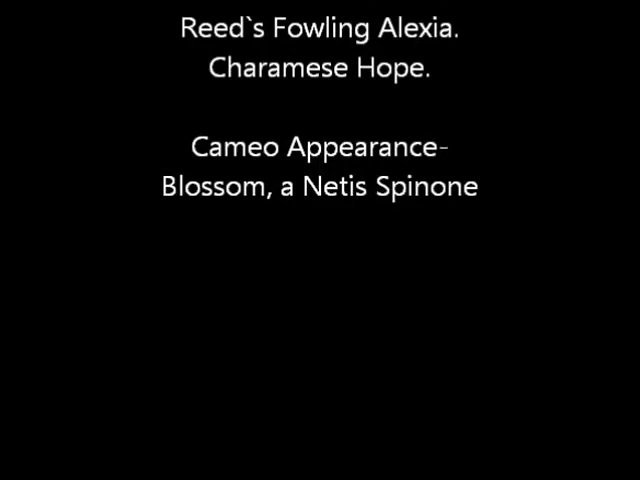 Reed`s Fowling Alexia.
Charamese Hope.
Cameo Appearance-
Blossom, a Netis Spinone